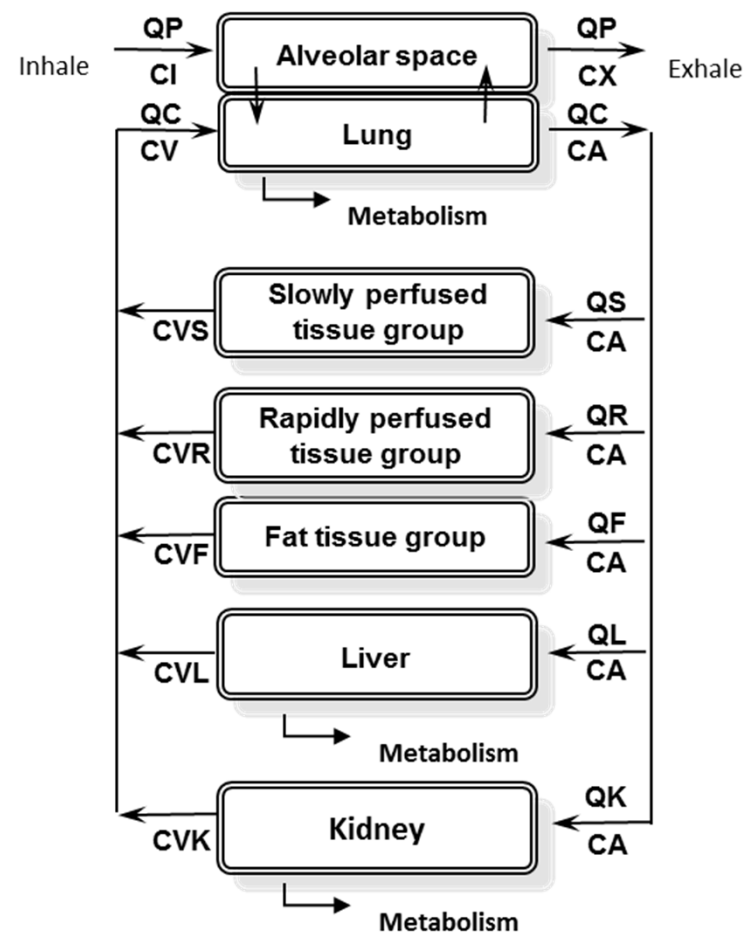 QP
QP
Inhale
Alveolar space
Exhale
CI
CX
QC
QC
Lung
CV
CA
Metabolism
Slowly perfused
tissue group
QS
CVS
CA
Rapidly perfused
tissue group
QR
CVR
CA
Fat tissue group
QF
CVF
CA
Liver
QL
CVL
CA
Metabolism
Kidney
QK
CVK
CA
Metabolism